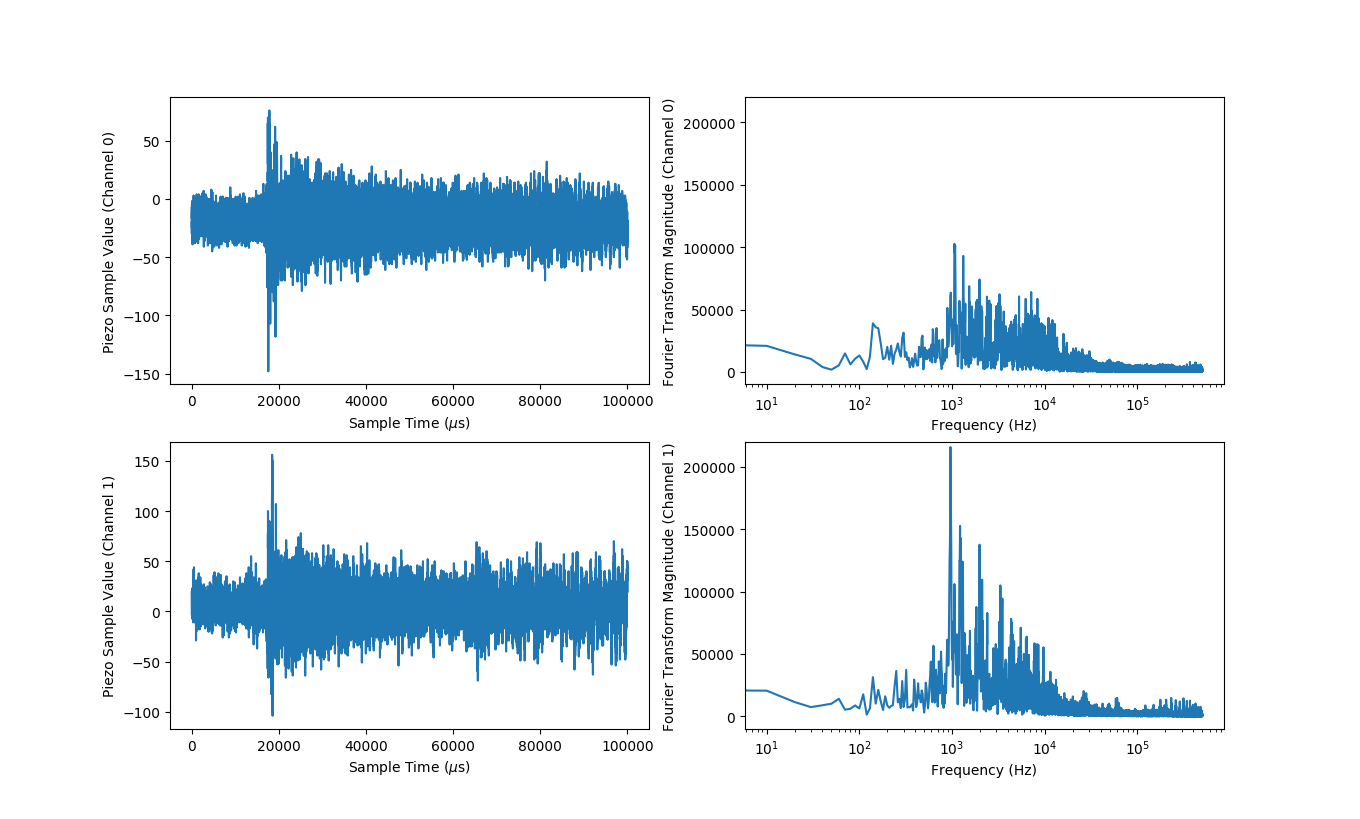 Piezo Sample Value (Channel 0)
50
0
−50
−100
−150
0 20000 40000 60000 80000 100000
Sample Time (μs)
Fourier Transform Magnitude (Channel 0)
200000
150000
100000
50000
0
10¹ 10² 10³ 10⁴ 10⁵
Frequency (Hz)
Piezo Sample Value (Channel 1)
150
100
50
0
−50
−100
0 20000 40000 60000 80000 100000
Sample Time (μs)
Fourier Transform Magnitude (Channel 1)
200000
150000
100000
50000
0
10¹ 10² 10³ 10⁴ 10⁵
Frequency (Hz)